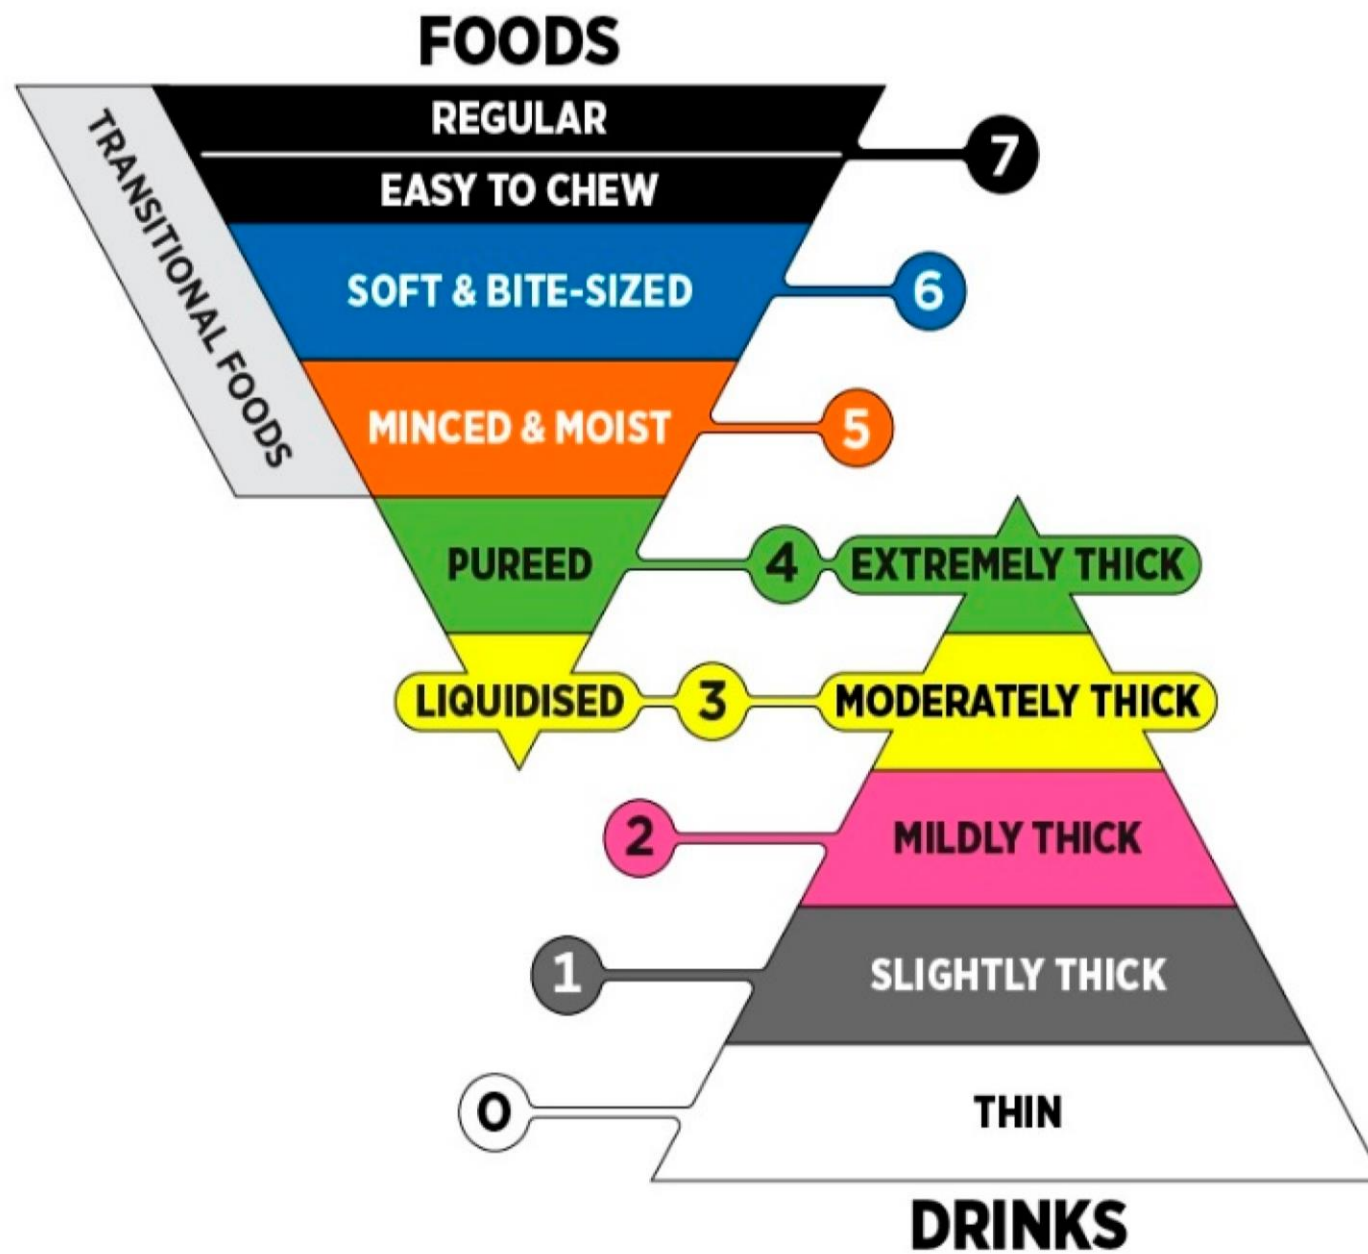 FOODS
REGULAR
7
EASY TO CHEW
TRANSITIONAL FOODS
SOFT & BITE-SIZED
6
MINCED & MOIST
5
PUREED
4
EXTREMELY THICK
LIQUIDISED
3
MODERATELY THICK
2
MILDLY THICK
1
SLIGHTLY THICK
0
THIN
DRINKS